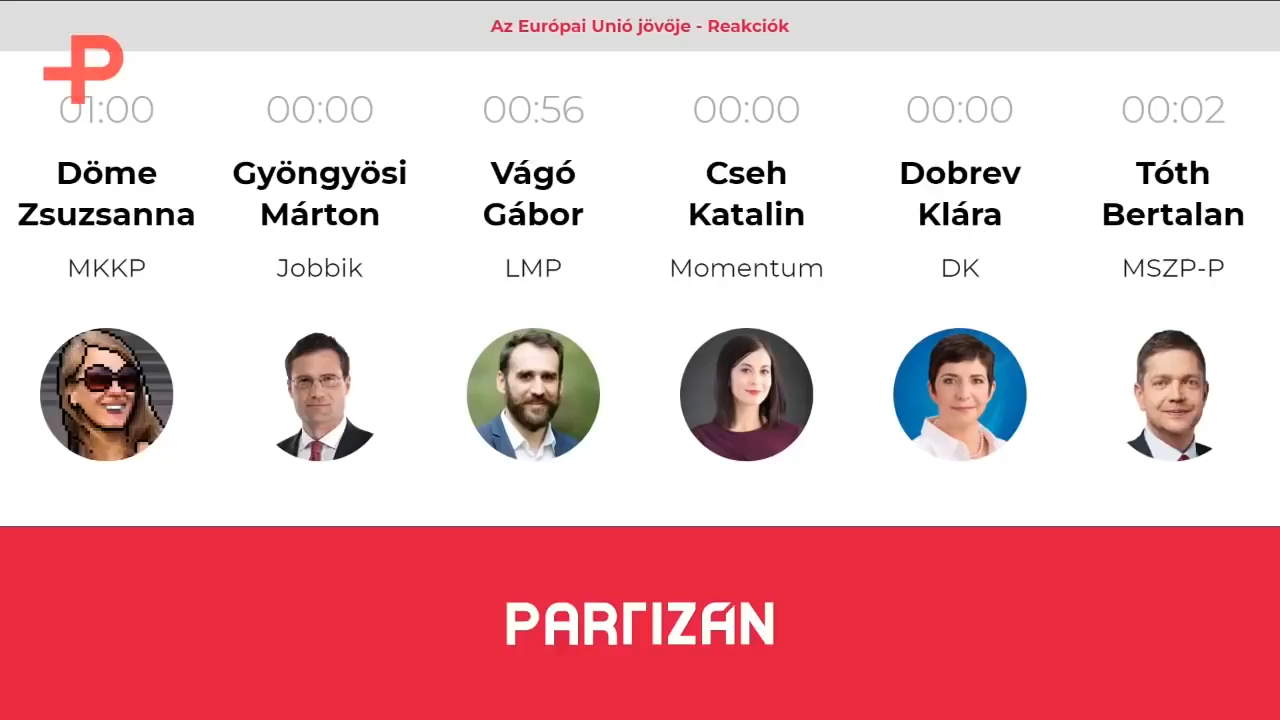 Az Európai Unió jövője - Reakciók
P
01:00
00:00
00:56
00:00
00:00
00:02
Döme
Zsuzsanna
Gyöngyösi
Márton
Vágó
Gábor
Cseh
Katalin
Dobrev
Klára
Tóth
Bertalan
MKKP
Jobbik
LMP
Momentum
DK
MSZP-P
PARTIZÁN